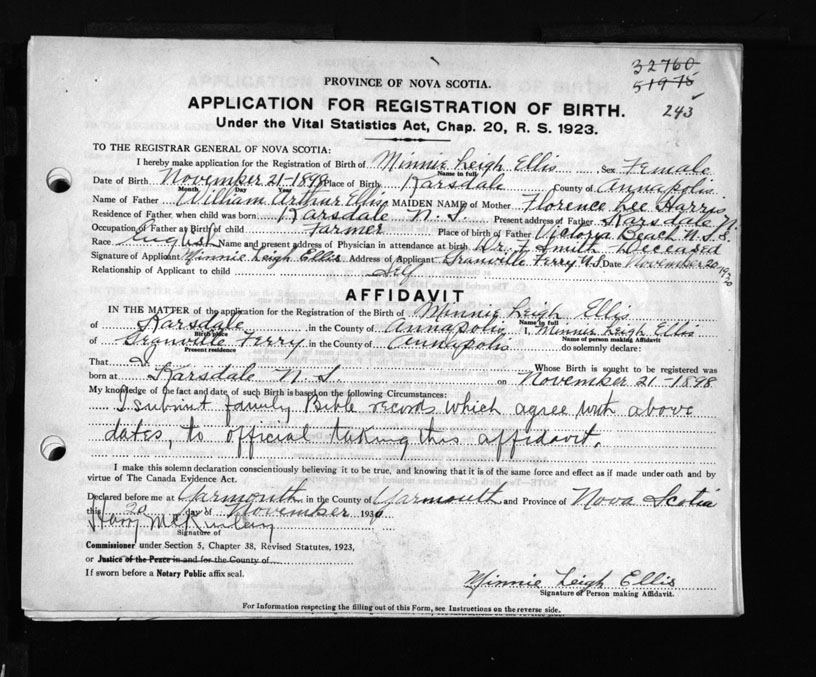 32760
51975
PROVINCE OF NOVA SCOTIA.
APPLICATION FOR REGISTRATION OF BIRTH.
243
Under the Vital Statistics Act, Chap. 20, R. S. 1923.
TO THE REGISTRAR GENERAL OF NOVA SCOTIA:
I hereby make application for the Registration of Birth of Minnie Leigh Ellis Sex Female
Name in full
Date of Birth November 21-1898 Place of Birth Karsdale County of Annapolis
Month Day Year
Name of Father William Arthur Ellis MAIDEN NAME of Mother Florence Lee Harris
Residence of Father, when child was born Karsdale N. S. Present address of Father Karsdale N. S.
Occupation of Father at Birth of child Farmer Place of birth of Father Victoria Beach N.S.
Race English Name and present address of Physician in attendance at birth Dr. F. Smith - Deceased
Signature of Applicant Minnie Leigh Ellis Address of Applicant Granville Ferry N.S. Date November 20
Relationship of Applicant to child Self
AFFIDAVIT
IN THE MATTER of the application for the Registration of the Birth of Minnie Leigh Ellis
Name in full
of Karsdale in the County of Annapolis I, Minnie Leigh Ellis
Birth place Name of person making Affidavit
of Granville Ferry in the County of Annapolis do solemnly declare:
Present residence
That I Whose Birth is sought to be registered was
born at Karsdale N. S. on November 21-1898
My knowledge of the fact and date of such Birth is based on the following Circumstances:
I submit family Bible records which agree with above
dates, to official taking this affidavit.
I make this solemn declaration conscientiously believing it to be true, and knowing that it is of the same force and effect as if made under oath and by
virtue of The Canada Evidence Act.
Declared before me at Yarmouth in the County of Yarmouth and Province of Nova Scotia
this 20 day of November 193
Harry McKinlay
Signature of
Commissioner under Section 5, Chapter 38, Revised Statutes, 1923,
or Justice of the Peace in and for the County of
If sworn before a Notary Public affix seal.
Minnie Leigh Ellis
Signature of Person making Affidavit.
For Information respecting the filling out of this Form, see Instructions on the reverse side.